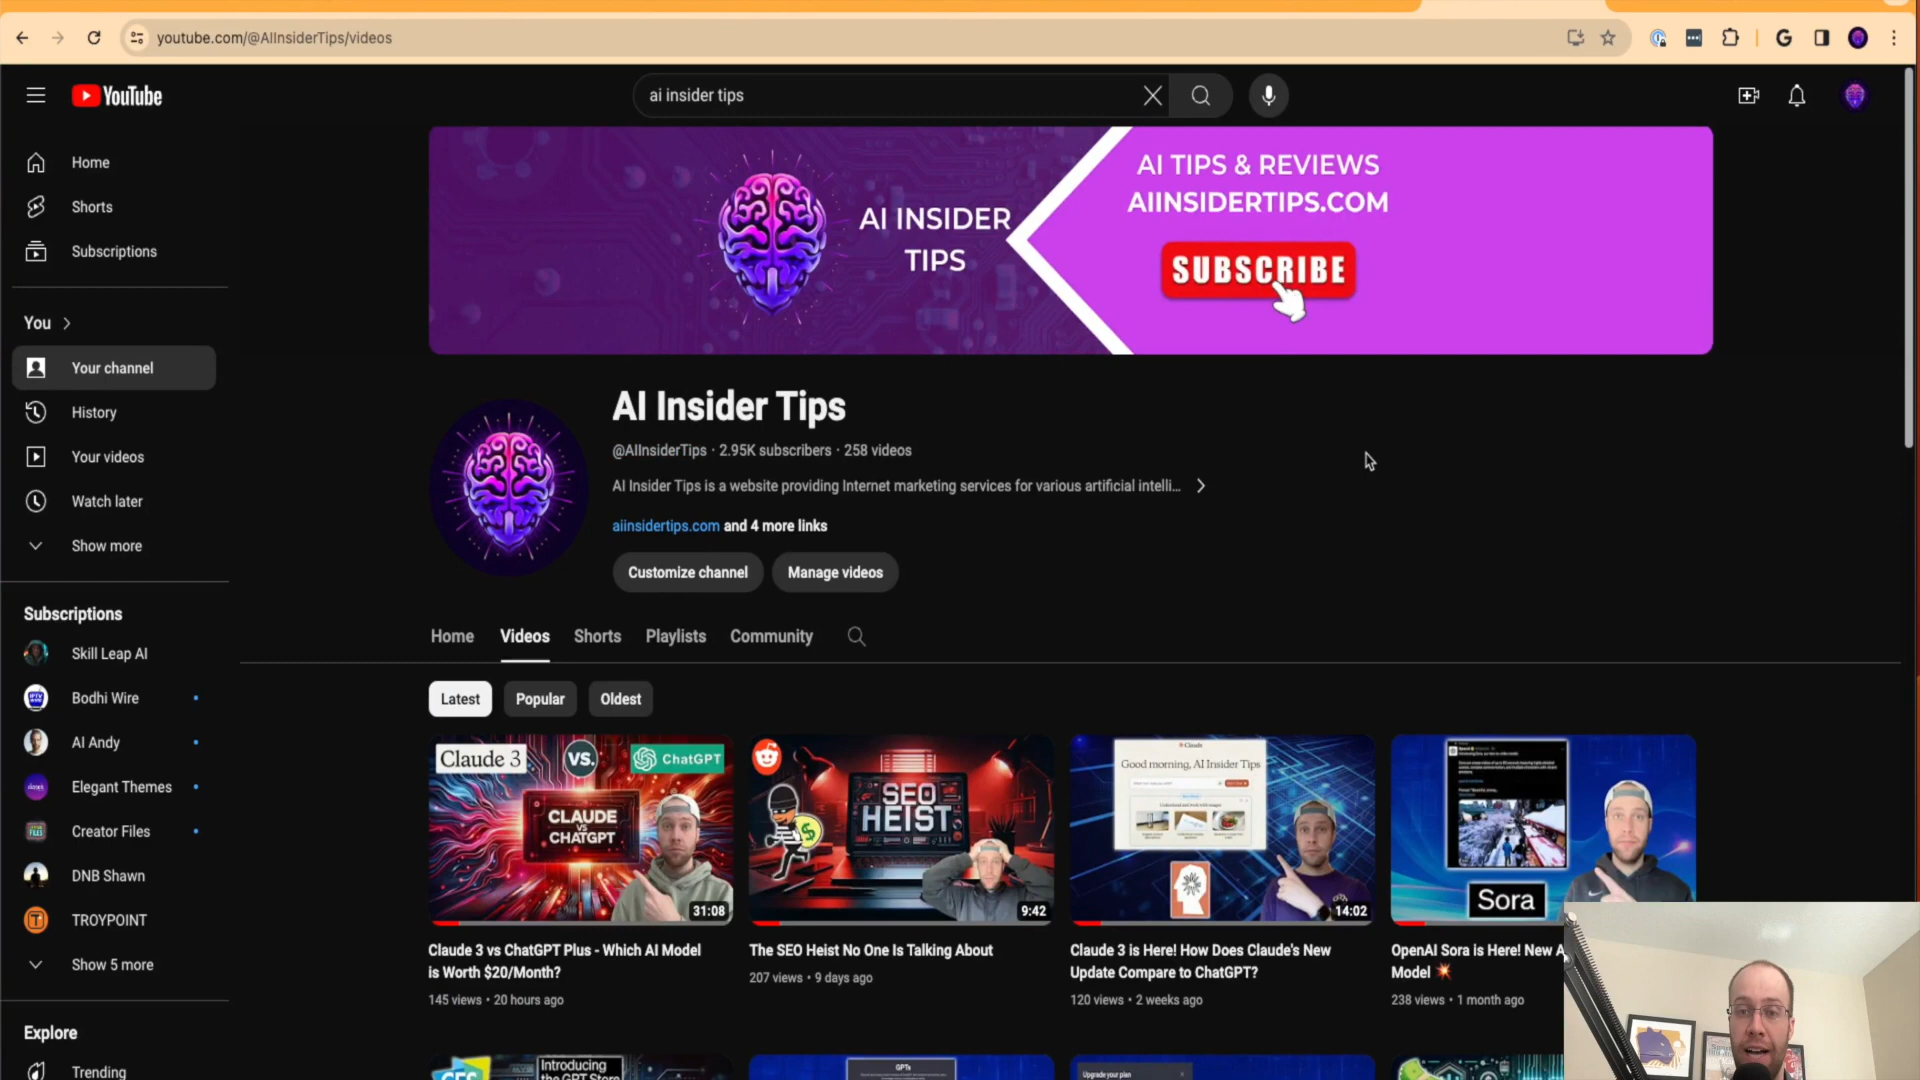 youtube.com/@AIInsiderTips/videos
YouTube
ai insider tips
Home
Shorts
Subscriptions
You
Your channel
History
Your videos
Watch later
Show more
Subscriptions
Skill Leap AI
Bodhi Wire
AI Andy
Elegant Themes
Creator Files
DNB Shawn
TROYPOINT
Show 5 more
Explore
Trending
AI INSIDER
TIPS
AI TIPS & REVIEWS
AIINSIDERTIPS.COM
SUBSCRIBE
AI Insider Tips
@AIInsiderTips · 2.95K subscribers · 258 videos
AI Insider Tips is a website providing Internet marketing services for various artificial intelli...
aiinsidertips.com and 4 more links
Customize channel
Manage videos
Home
Videos
Shorts
Playlists
Community
Latest
Popular
Oldest
Claude 3
VS.
ChatGPT
CLAUDE
VS
CHATGPT
31:08
Claude 3 vs ChatGPT Plus - Which AI Model
is Worth $20/Month?
145 views • 20 hours ago
SEO
HEIST
9:42
The SEO Heist No One Is Talking About
207 views • 9 days ago
Claude
Good morning, AI Insider Tips
14:02
Claude 3 is Here! How Does Claude's New
Update Compare to ChatGPT?
120 views • 2 weeks ago
Sora
OpenAI Sora is Here! New A
Model 💥
238 views • 1 month ago
Introducing
the GPT Store
GPTs
Upgrade your plan